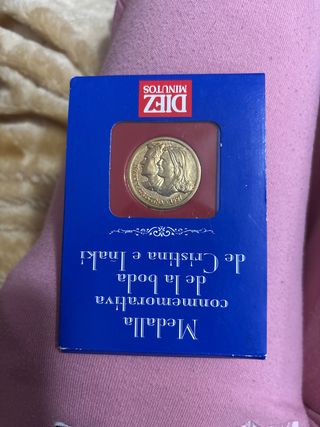 Medalla
conmemorativa
de la boda
de Cristina e Iñaki
DIEZ
MINUTOS